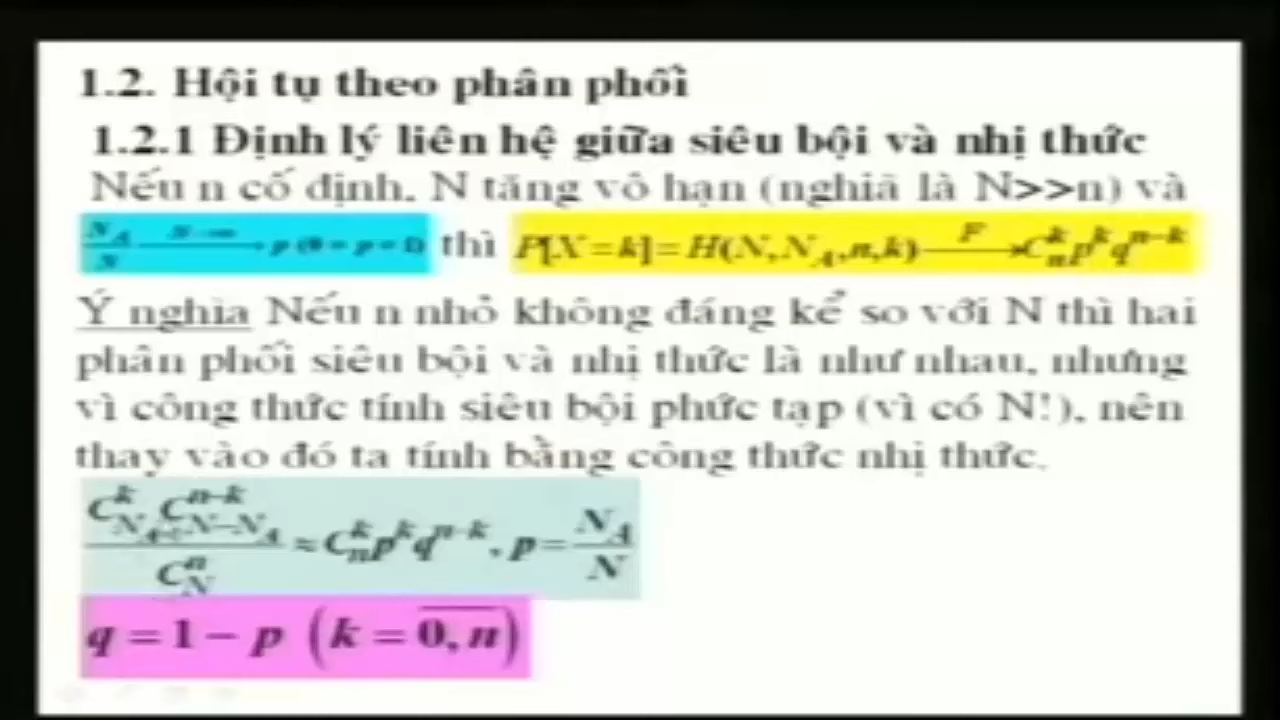 1.2. Hội tụ theo phân phối
1.2.1 Định lý liên hệ giữa siêu bội và nhị thức
Nếu n cố định, N tăng vô hạn (nghĩa là N>>n) và
N_A/N —N→∞→ p (0 < p < 1) thì P[X = k] = H(N, N_A, n, k) —F→ C_n^k p^k q^{n-k}
Ý nghĩa Nếu n nhỏ không đáng kể so với N thì hai
phân phối siêu bội và nhị thức là như nhau, nhưng
vì công thức tính siêu bội phức tạp (vì có N!), nên
thay vào đó ta tính bằng công thức nhị thức.
C_{N_A}^k · C_{N-N_A}^{n-k} / C_N^n ≈ C_n^k p^k q^{n-k}, p = N_A/N
q = 1 − p (k = 0, n)